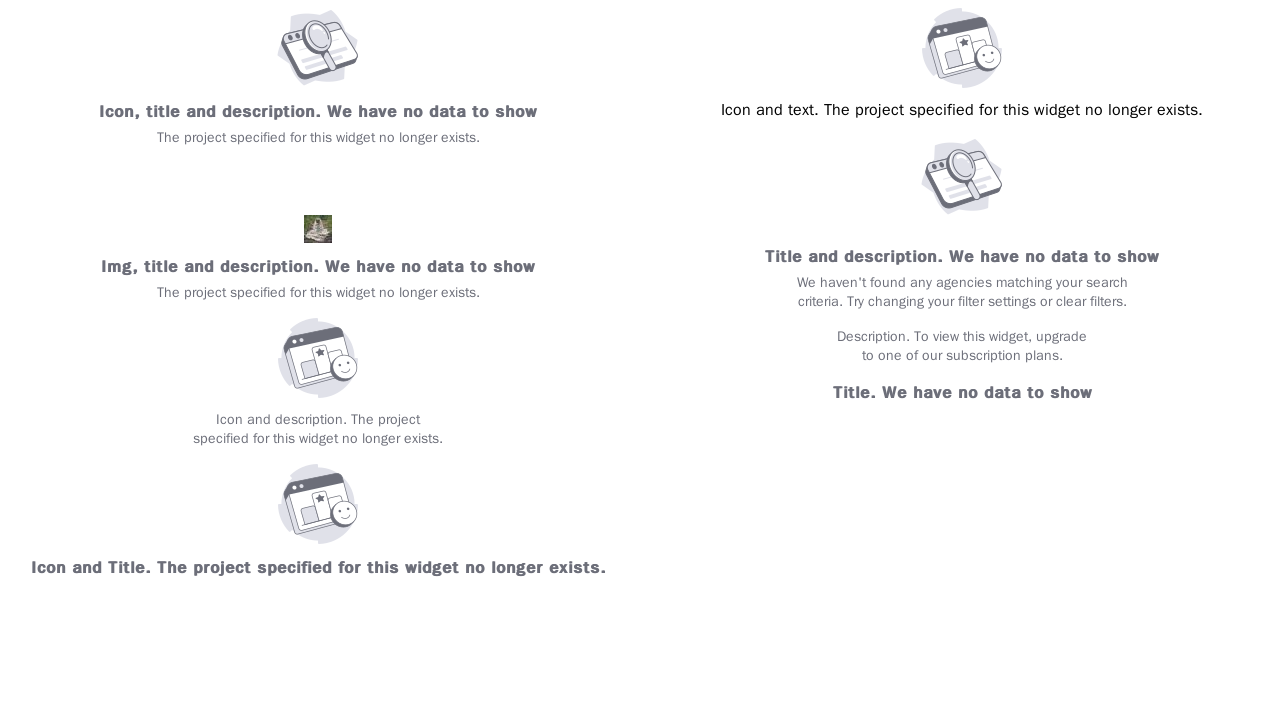 Icon, title and description. We have no data to show
The project specified for this widget no longer exists.
Img, title and description. We have no data to show
The project specified for this widget no longer exists.
Icon and description. The project
specified for this widget no longer exists.
Icon and Title. The project specified for this widget no longer exists.
Icon and text. The project specified for this widget no longer exists.
Title and description. We have no data to show
We haven't found any agencies matching your search
criteria. Try changing your filter settings or clear filters.
Description. To view this widget, upgrade
to one of our subscription plans.
Title. We have no data to show